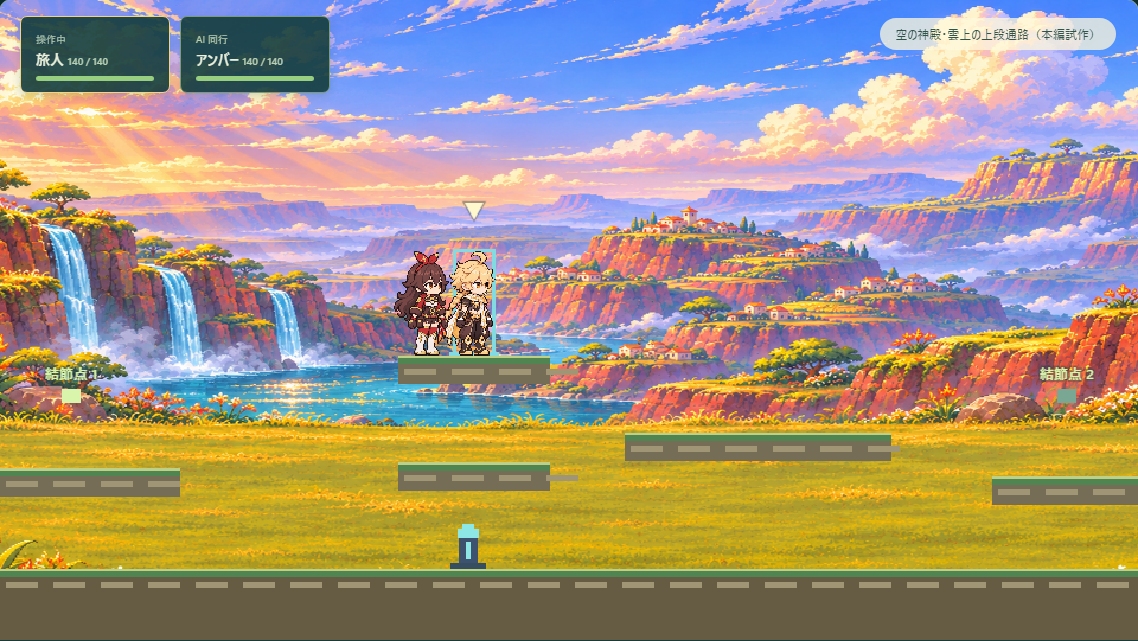 操作中
旅人 140 / 140
AI 同行
アンバー 140 / 140
空の神殿・雲上の上段通路（本編試作）
結節点 1
結節点 2